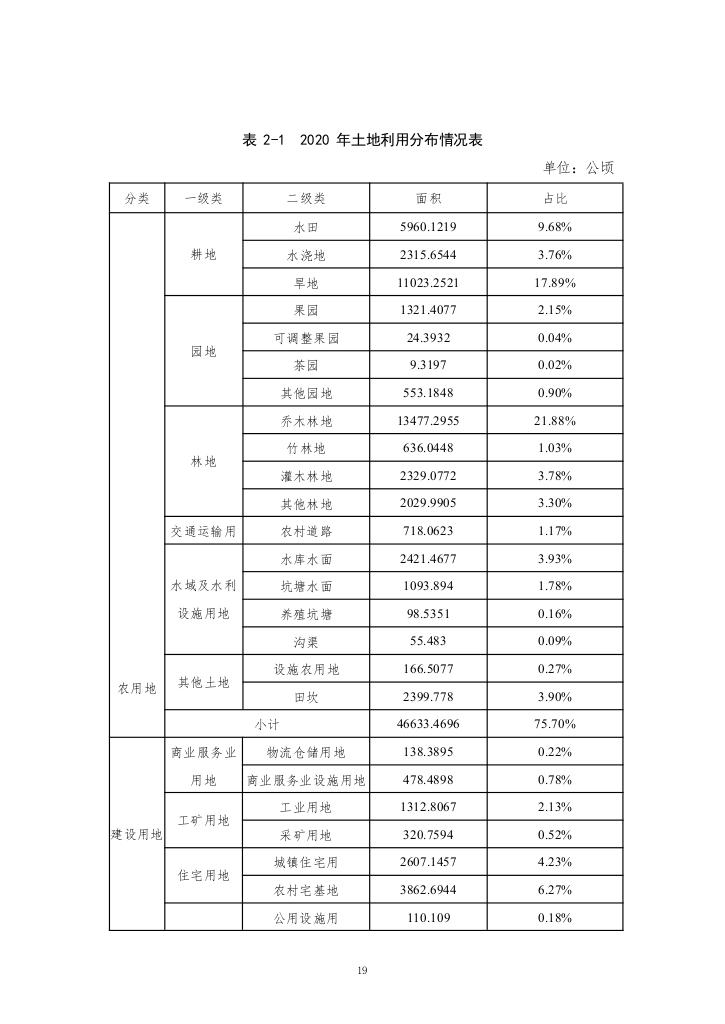 表 2-1 2020 年土地利用分布情况表
单位：公顷
分类 一级类 二级类 面积 占比
农用地 耕地 水田 5960.1219 9.68%
水浇地 2315.6544 3.76%
旱地 11023.2521 17.89%
园地 果园 1321.4077 2.15%
可调整果园 24.3932 0.04%
茶园 9.3197 0.02%
其他园地 553.1848 0.90%
林地 乔木林地 13477.2955 21.88%
竹林地 636.0448 1.03%
灌木林地 2329.0772 3.78%
其他林地 2029.9905 3.30%
交通运输用 农村道路 718.0623 1.17%
水域及水利设施用地 水库水面 2421.4677 3.93%
坑塘水面 1093.894 1.78%
养殖坑塘 98.5351 0.16%
沟渠 55.483 0.09%
其他土地 设施农用地 166.5077 0.27%
田坎 2399.778 3.90%
小计 46633.4696 75.70%
建设用地 商业服务业用地 物流仓储用地 138.3895 0.22%
商业服务业设施用地 478.4898 0.78%
工矿用地 工业用地 1312.8067 2.13%
采矿用地 320.7594 0.52%
住宅用地 城镇住宅用 2607.1457 4.23%
农村宅基地 3862.6944 6.27%
公用设施用 110.109 0.18%
19